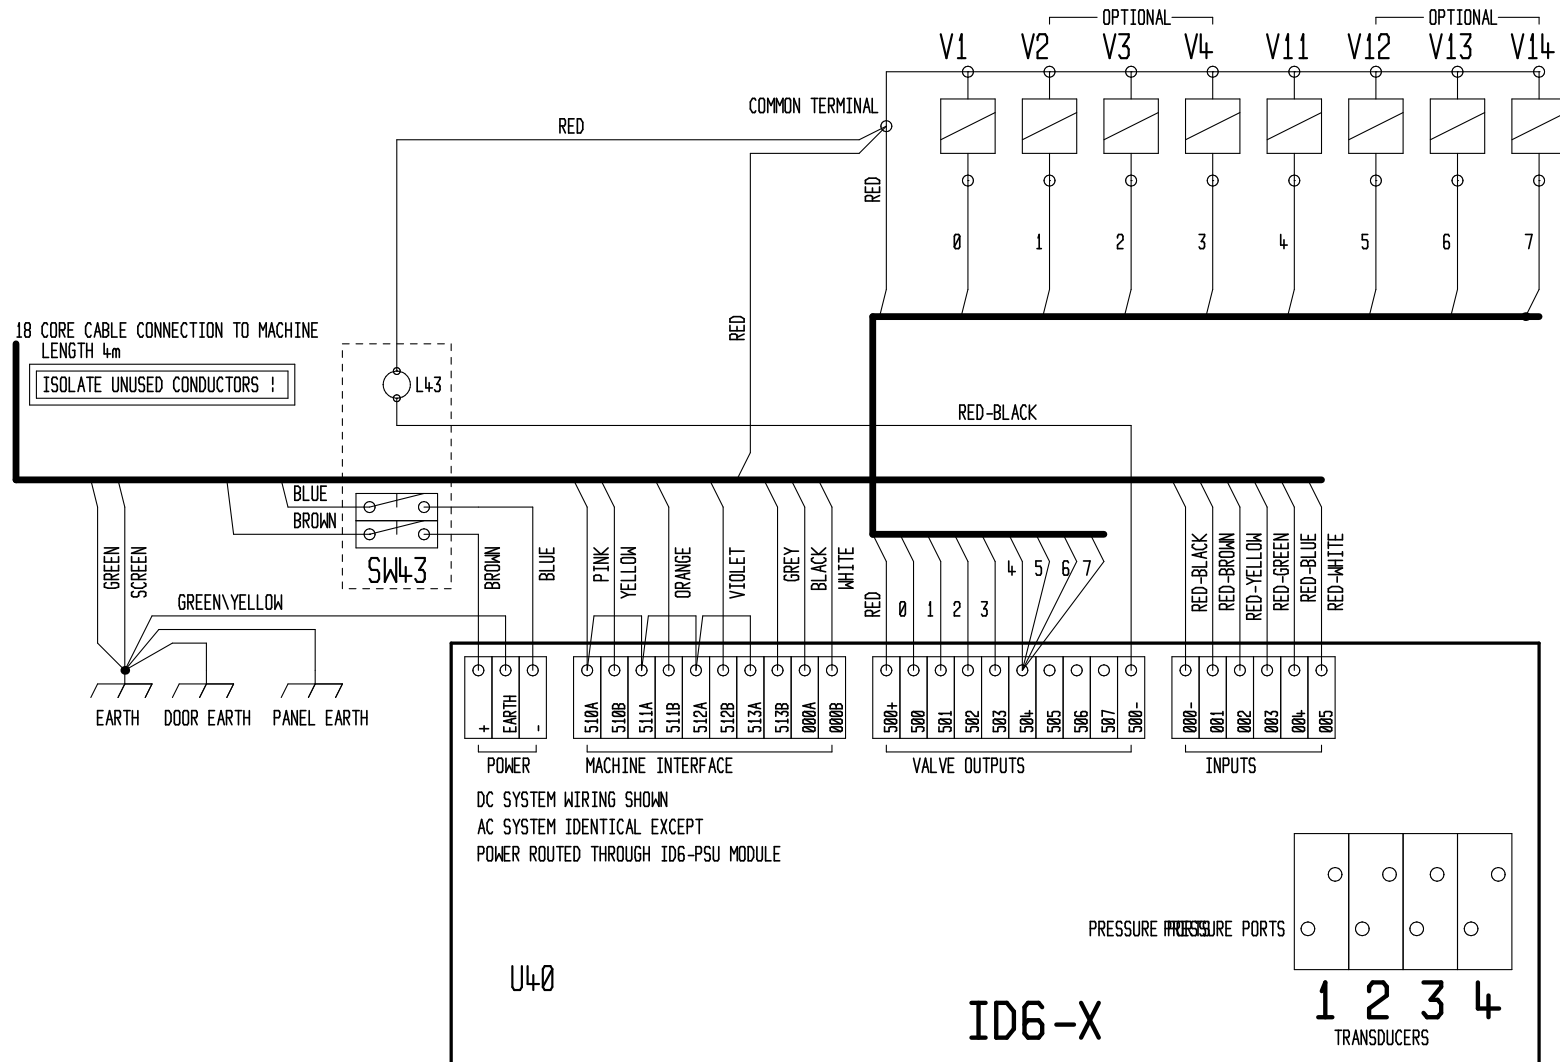 OPTIONAL OPTIONAL
V1 V2 V3 V4 V11 V12 V13 V14
COMMON TERMINAL
RED
RED
0 1 2 3 4 5 6 7
RED
18 CORE CABLE CONNECTION TO MACHINE
LENGTH 4m
ISOLATE UNUSED CONDUCTORS !
L43
RED-BLACK
BLUE
BROWN
SW43
GREEN
SCREEN
BROWN
BLUE
PINK
YELLOW
ORANGE
VIOLET
GREY
BLACK
WHITE
RED
0 1 2 3 4 5 6 7
RED-BLACK
RED-BROWN
RED-YELLOW
RED-GREEN
RED-BLUE
RED-WHITE
GREEN\YELLOW
EARTH DOOR EARTH PANEL EARTH
+ EARTH -
510A 510B 511A 511B 512A 512B 513A 513B 000A 000B
500+ 500 501 502 503 504 505 506 507 500-
000- 001 002 003 004 005
POWER MACHINE INTERFACE VALVE OUTPUTS INPUTS
DC SYSTEM WIRING SHOWN
AC SYSTEM IDENTICAL EXCEPT
POWER ROUTED THROUGH ID6-PSU MODULE
PRESSURE PORTS PRESSURE PORTS
U40
ID6-X
1 2 3 4
TRANSDUCERS